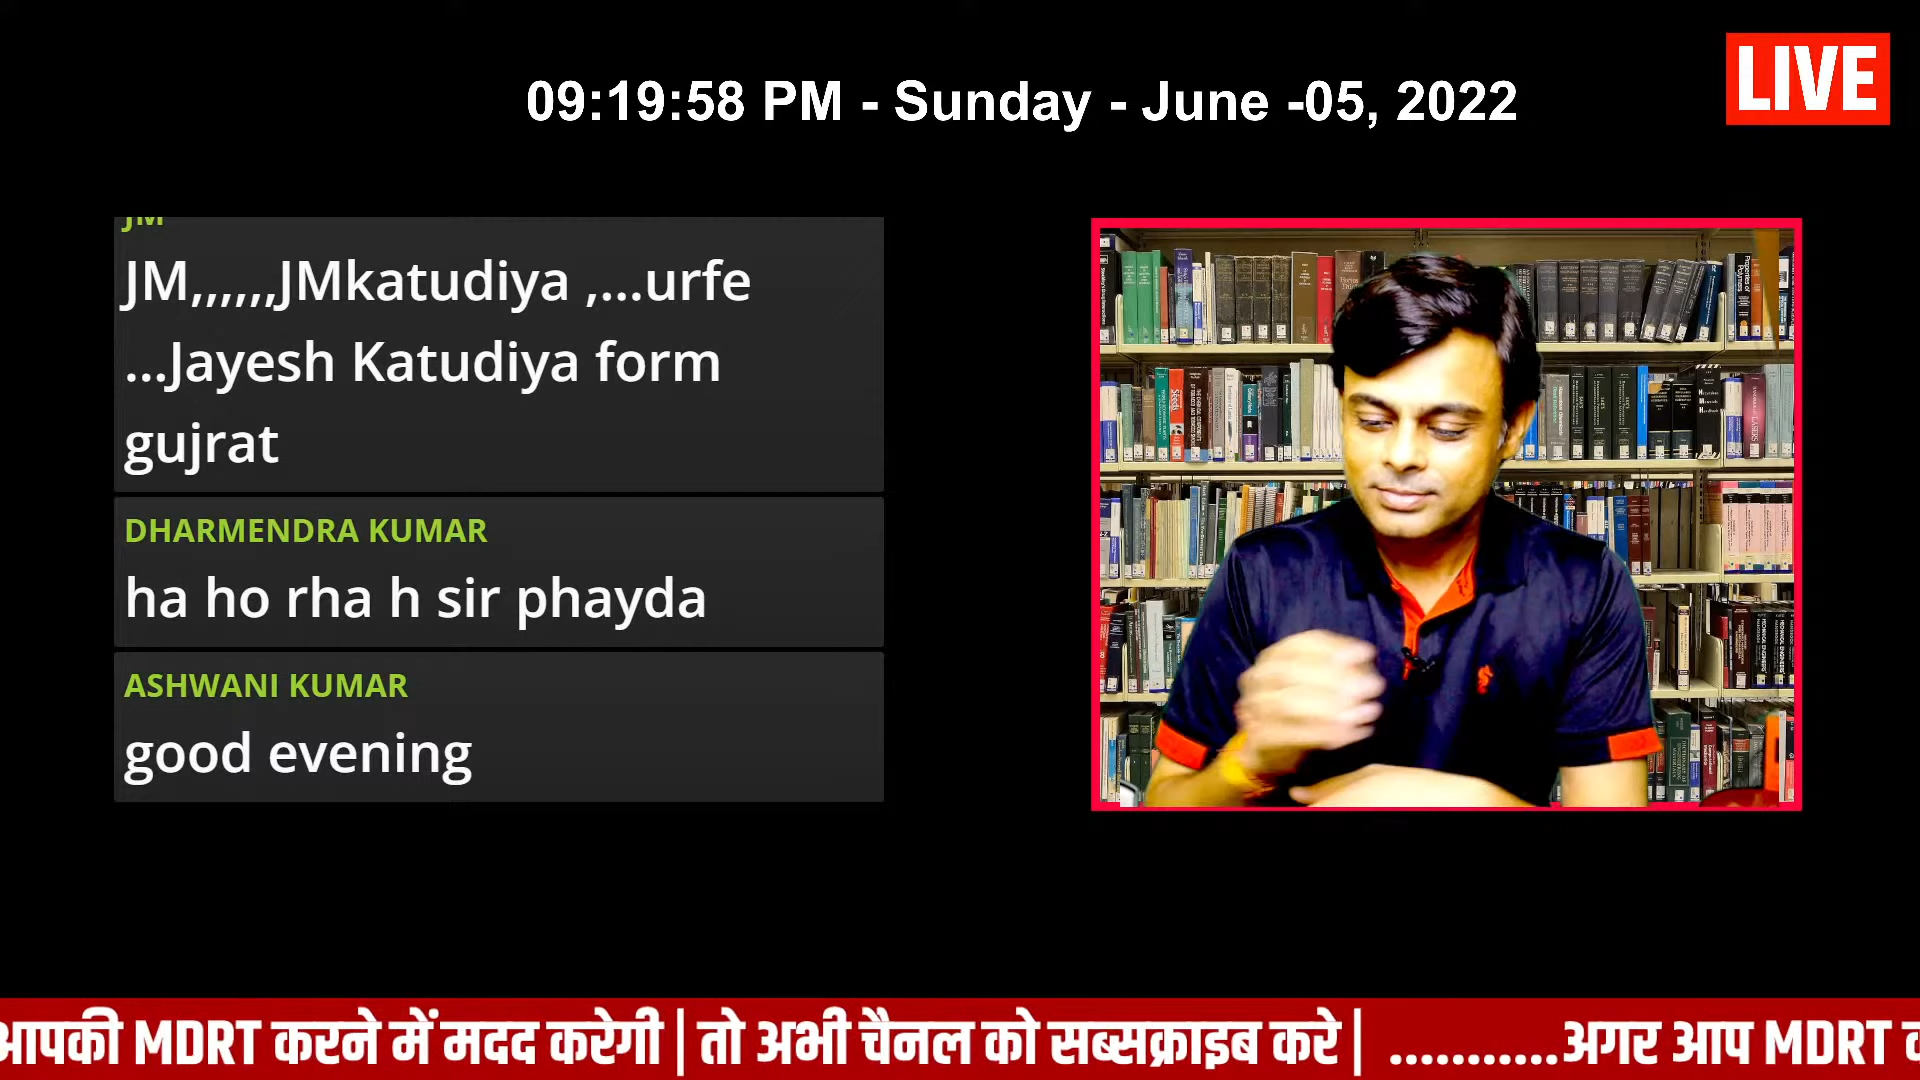 09:19:58 PM - Sunday - June -05, 2022
LIVE
JM
JM,,,,,,JMkatudiya ,...urfe
...Jayesh Katudiya form
gujrat
DHARMENDRA KUMAR
ha ho rha h sir phayda
ASHWANI KUMAR
good evening
आपकी MDRT करने में मदद करेगी | तो अभी चैनल को सब्सक्राइब करे | ...........अगर आप MDRT